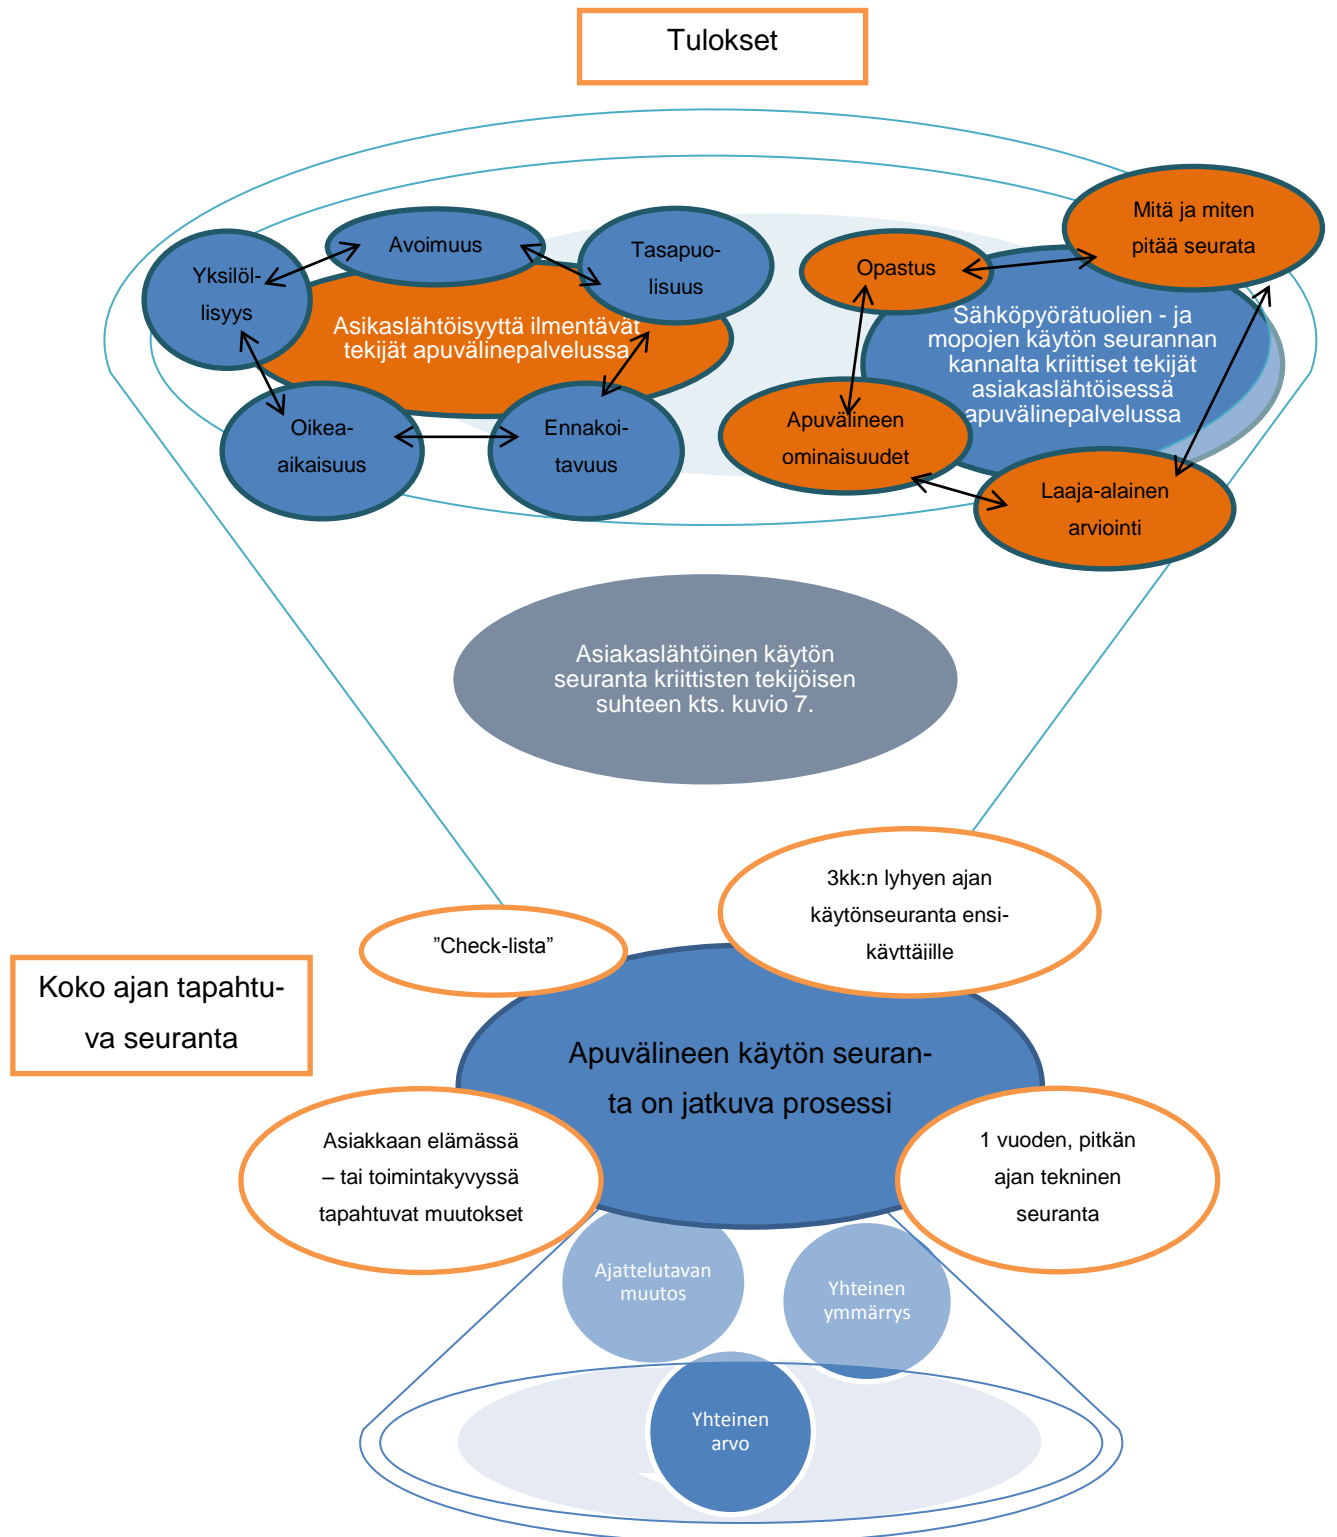 Tulokset
Avoimuus
Yksilöl-
lisyys
Tasapuo-
lisuus
Asikaslähtöisyyttä ilmentävät
tekijät apuvälinepalvelussa
Oikea-
aikaisuus
Ennakoi-
tavuus
Mitä ja miten
pitää seurata
Opastus
Sähköpyörätuolien - ja
mopojen käytön seurannan
kannalta kriittiset tekijät
asiakaslähtöisessä
apuvälinepalvelussa
Apuvälineen
ominaisuudet
Laaja-alainen
arviointi
Asiakaslähtöinen käytön
seuranta kriittisten tekijöisen
suhteen kts. kuvio 7.
3kk:n lyhyen ajan
käytönseuranta ensi-
käyttäjille
”Check-lista”
Koko ajan tapahtu-
va seuranta
Apuvälineen käytön seuran-
ta on jatkuva prosessi
Asiakkaan elämässä
– tai toimintakyvyssä
tapahtuvat muutokset
1 vuoden, pitkän
ajan tekninen
seuranta
Ajattelutavan
muutos
Yhteinen
ymmärrys
Yhteinen
arvo